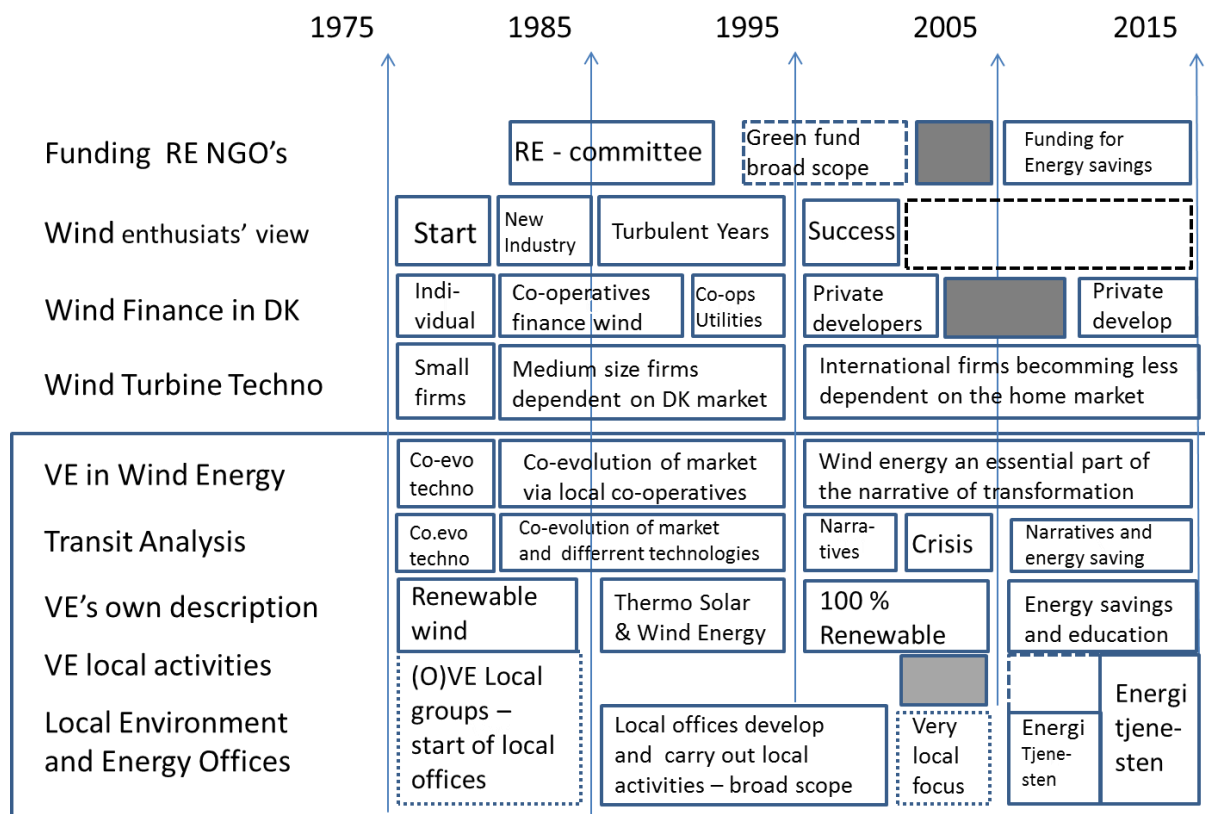 1975 1985 1995 2005 2015
Funding RE NGO's
RE - committee
Green fund
broad scope
Funding for
Energy savings
Wind enthusiats' view
Start
New
Industry
Turbulent Years
Success
Wind Finance in DK
Indi-
vidual
Co-operatives
finance wind
Co-ops
Utilities
Private
developers
Private
develop
Wind Turbine Techno
Small
firms
Medium size firms
dependent on DK market
International firms becomming less
dependent on the home market
VE in Wind Energy
Co-evo
techno
Co-evolution of market
via local co-operatives
Wind energy an essential part of
the narrative of transformation
Transit Analysis
Co.evo
techno
Co-evolution of market
and differrent technologies
Narra-
tives
Crisis
Narratives and
energy saving
VE's own description
Renewable
wind
Thermo Solar
& Wind Energy
100 %
Renewable
Energy savings
and education
VE local activities
Local Environment
and Energy Offices
(O)VE Local
groups –
start of local
offices
Local offices develop
and carry out local
activities – broad scope
Very
local
focus
Energi
Tjene-
sten
Energi
tjene-
sten